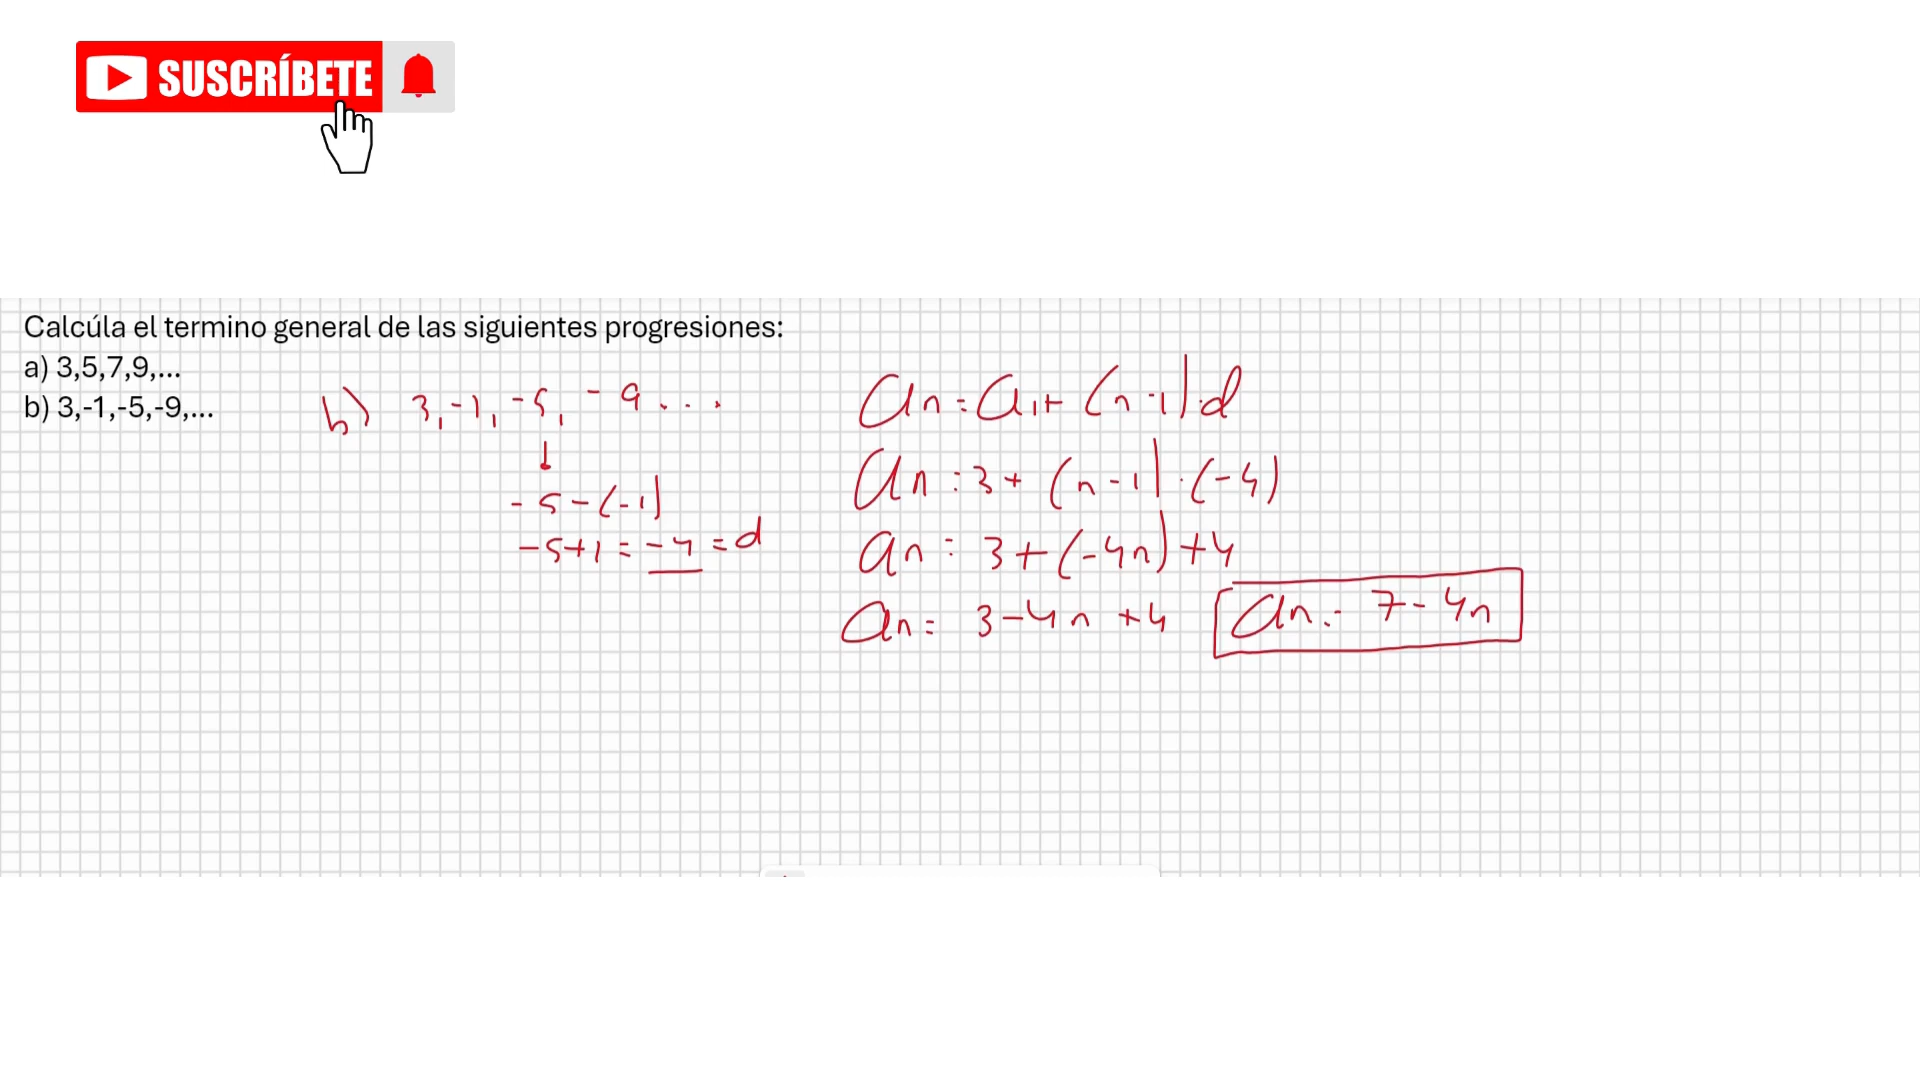 SUSCRÍBETE
Calcúla el termino general de las siguientes progresiones:
a) 3,5,7,9,...
b) 3,-1,-5,-9,...
b) 3,-1,-5,-9...
-5-(-1)
-5+1=-4=d
an=a1+(n-1)·d
an=3+(n-1)·(-4)
an=3+(-4n)+4
an=3-4n+4
an=7-4n